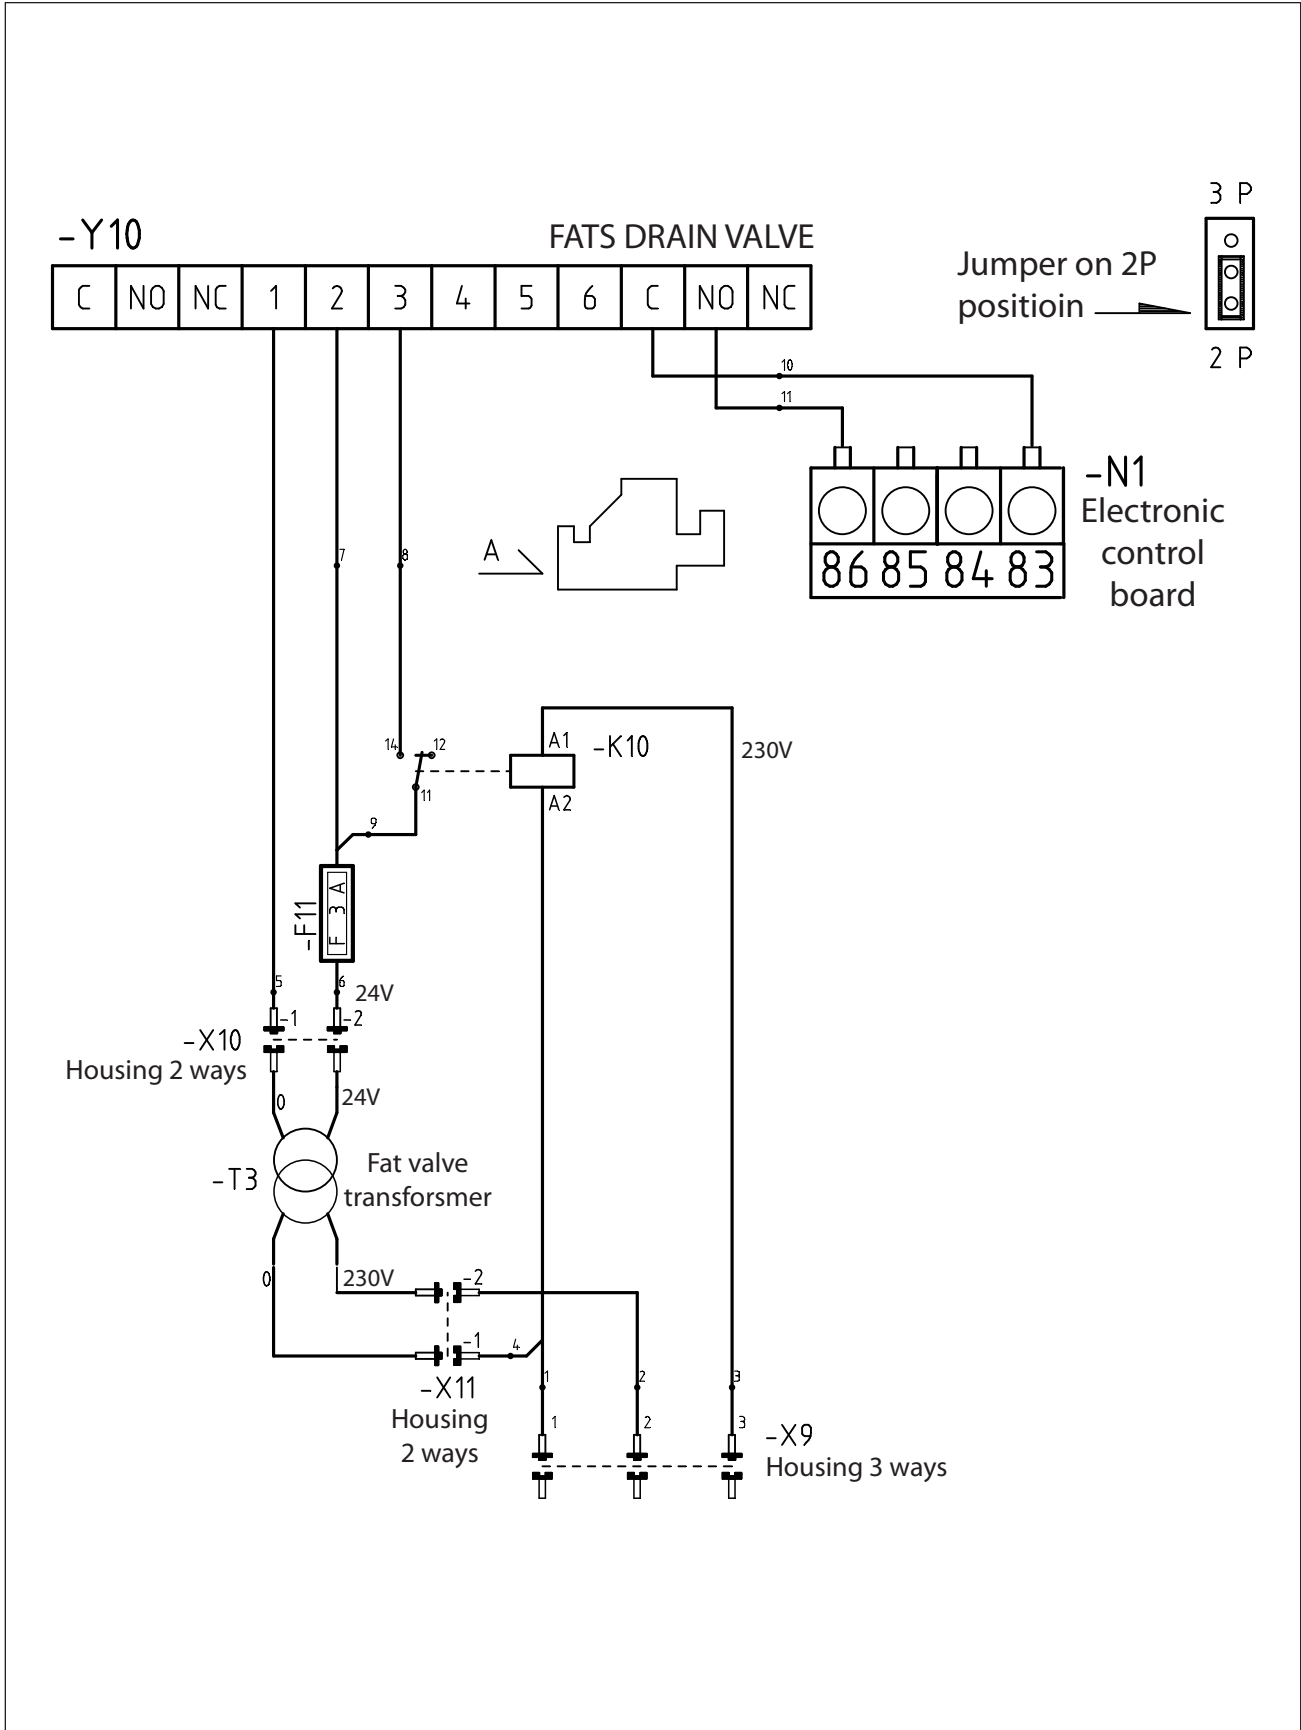 3 P
-Y10
FATS DRAIN VALVE
C NO NC 1 2 3 4 5 6 C NO NC
Jumper on 2P
positioin
2 P
10
11
-N1
Electronic
control
board
86 85 84 83
A
7
8
14
12
11
A1
-K10
A2
230V
9
-F11
F 3 A
5
6
24V
-1
-2
-X10
Housing 2 ways
0
24V
-T3
Fat valve
transforsmer
0
230V
-2
-1
4
-X11
Housing
2 ways
1
2
3
1
2
3
-X9
Housing 3 ways